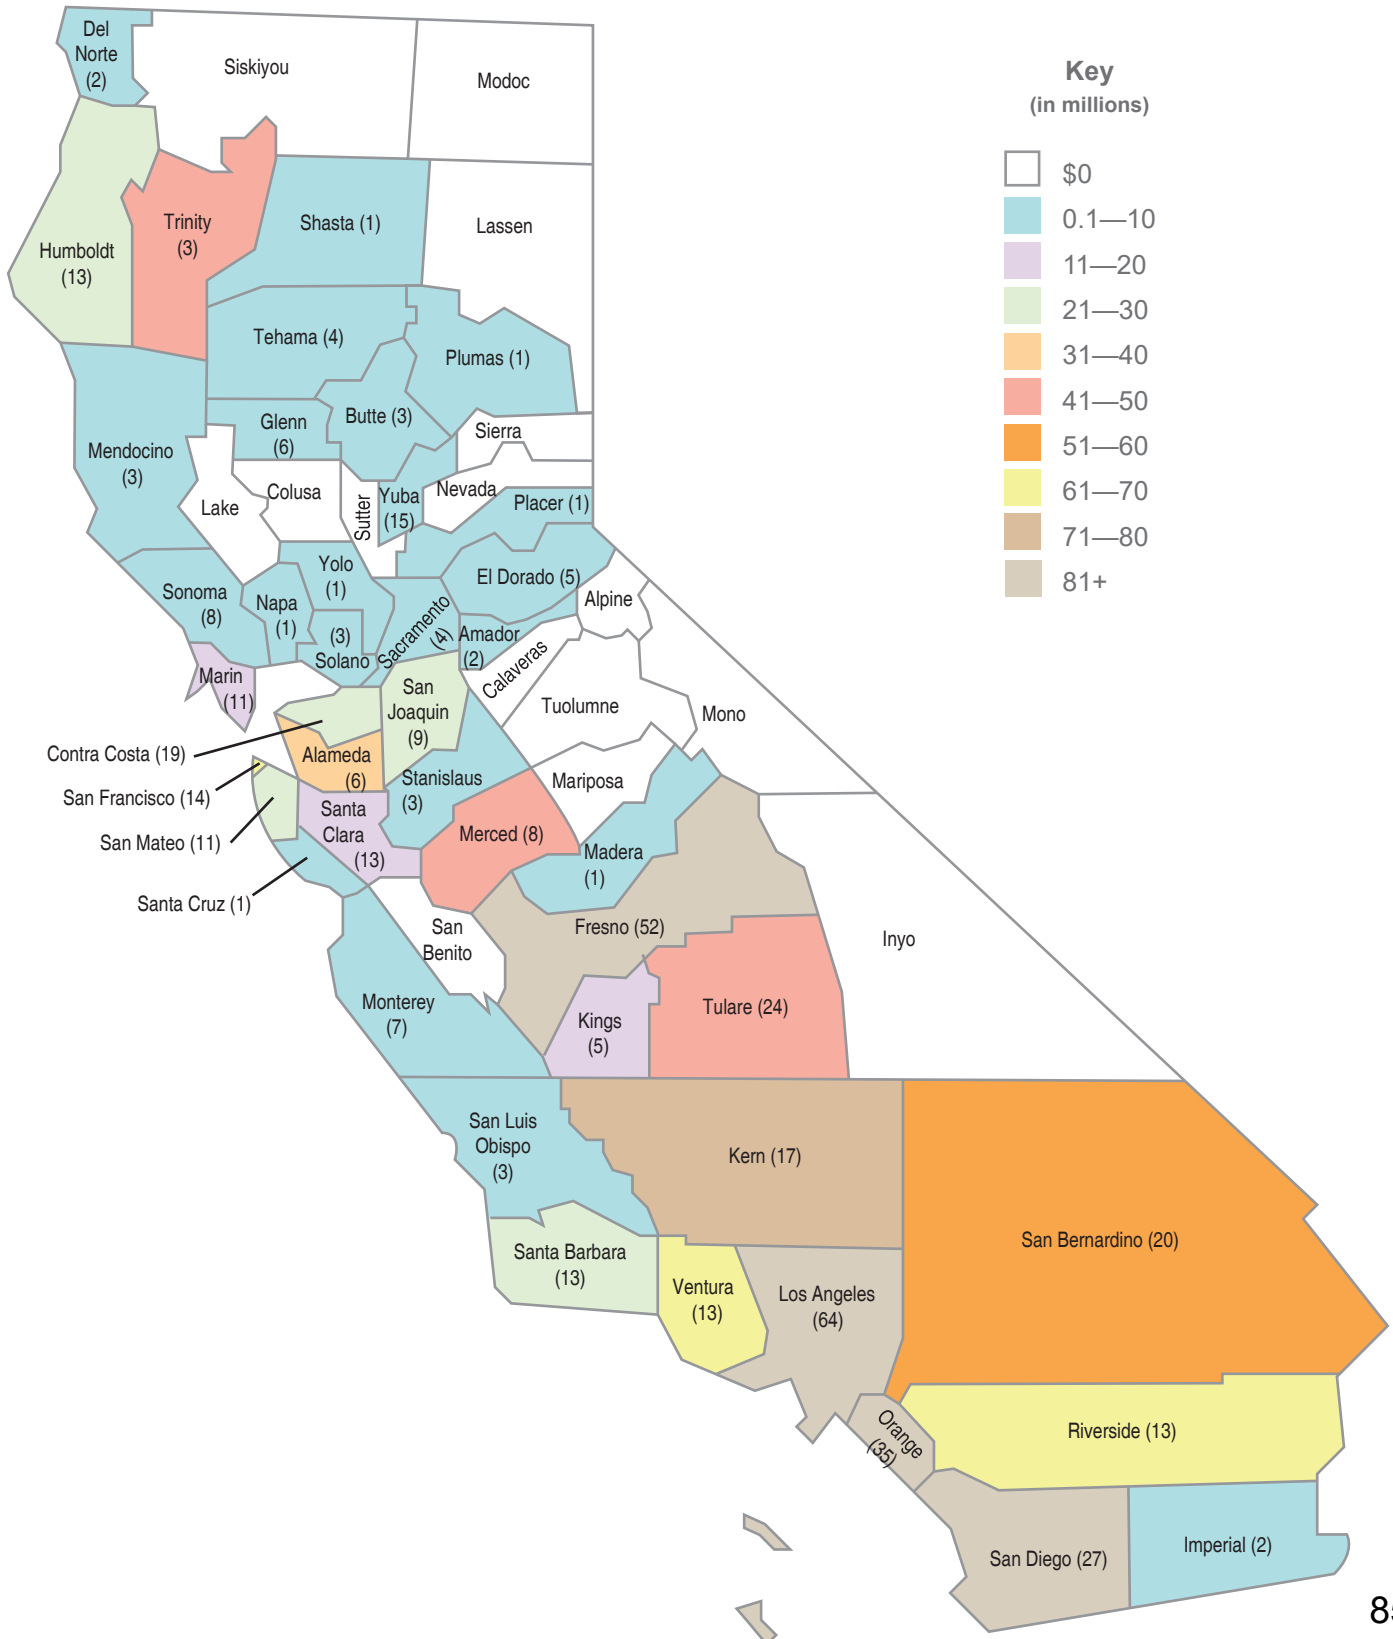 Del
Norte
(2)
Siskiyou
Modoc
Key
(in millions)
$0
0.1—10
11—20
21—30
31—40
41—50
51—60
61—70
71—80
81+
Humboldt
(13)
Trinity
(3)
Shasta (1)
Lassen
Tehama (4)
Plumas (1)
Mendocino
(3)
Glenn
(6)
Butte (3)
Sierra
Lake
Colusa
Sutter
Yuba
(15)
Nevada
Placer (1)
Sonoma
(8)
Napa
(1)
Yolo
(1)
(3)
Solano
Sacramento
(4)
El Dorado (5)
Amador
(2)
Alpine
Calaveras
Marin
(11)
San
Joaquin
(9)
Tuolumne
Mono
Contra Costa (19)
Alameda
(6)
San Francisco (14)
San Mateo (11)
Santa Cruz (1)
Santa
Clara
(13)
Stanislaus
(3)
Mariposa
Merced (8)
Madera
(1)
San
Benito
Fresno (52)
Inyo
Monterey
(7)
Kings
(5)
Tulare (24)
San Luis
Obispo
(3)
Kern (17)
San Bernardino (20)
Santa Barbara
(13)
Ventura
(13)
Los Angeles
(64)
Orange
(35)
Riverside (13)
San Diego (27)
Imperial (2)